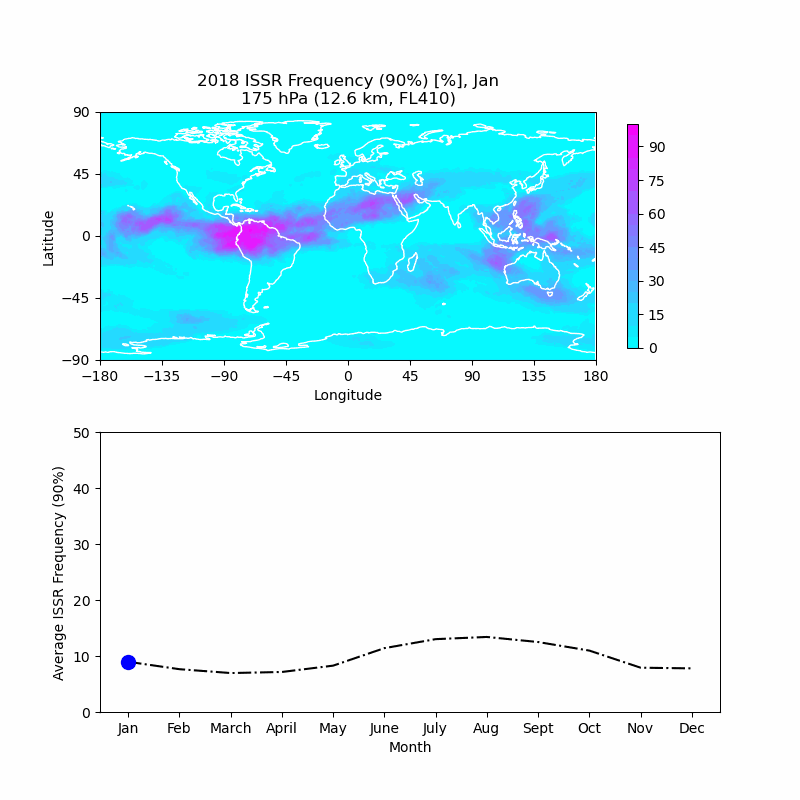 2018 ISSR Frequency (90%) [%], Jan
175 hPa (12.6 km, FL410)
90
45
0
−45
−90
Latitude
−180 −135 −90 −45 0 45 90 135 180
Longitude
90
75
60
45
30
15
0
50
40
30
20
10
0
Average ISSR Frequency (90%)
Jan Feb March April May June July Aug Sept Oct Nov Dec
Month